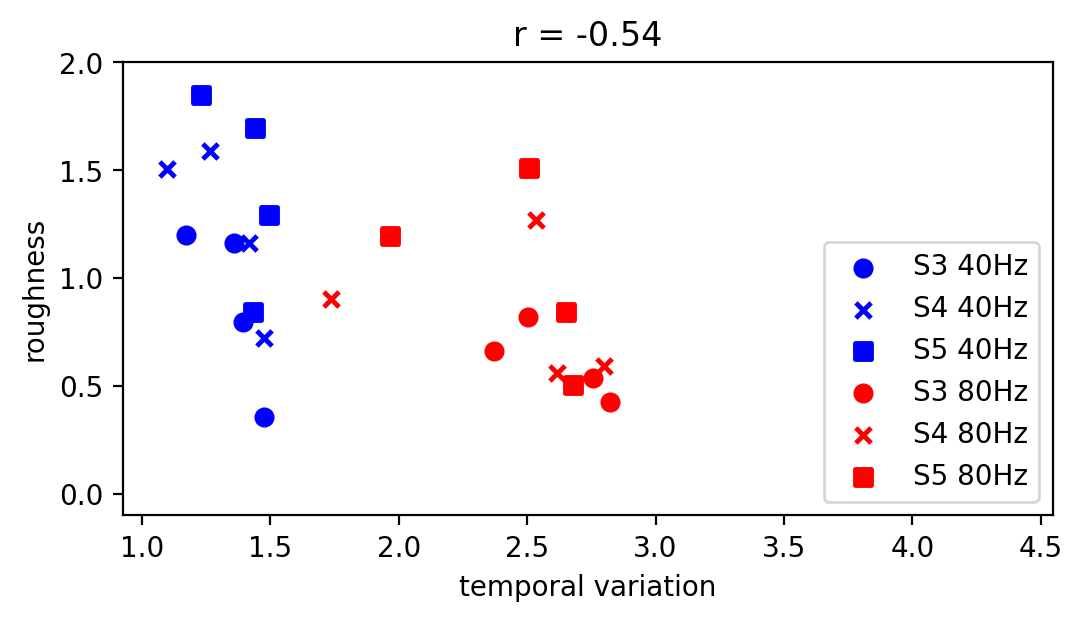 r = -0.54
2.0
1.5
1.0
0.5
0.0
roughness
1.0 1.5 2.0 2.5 3.0 3.5 4.0 4.5
temporal variation
S3 40Hz
S4 40Hz
S5 40Hz
S3 80Hz
S4 80Hz
S5 80Hz